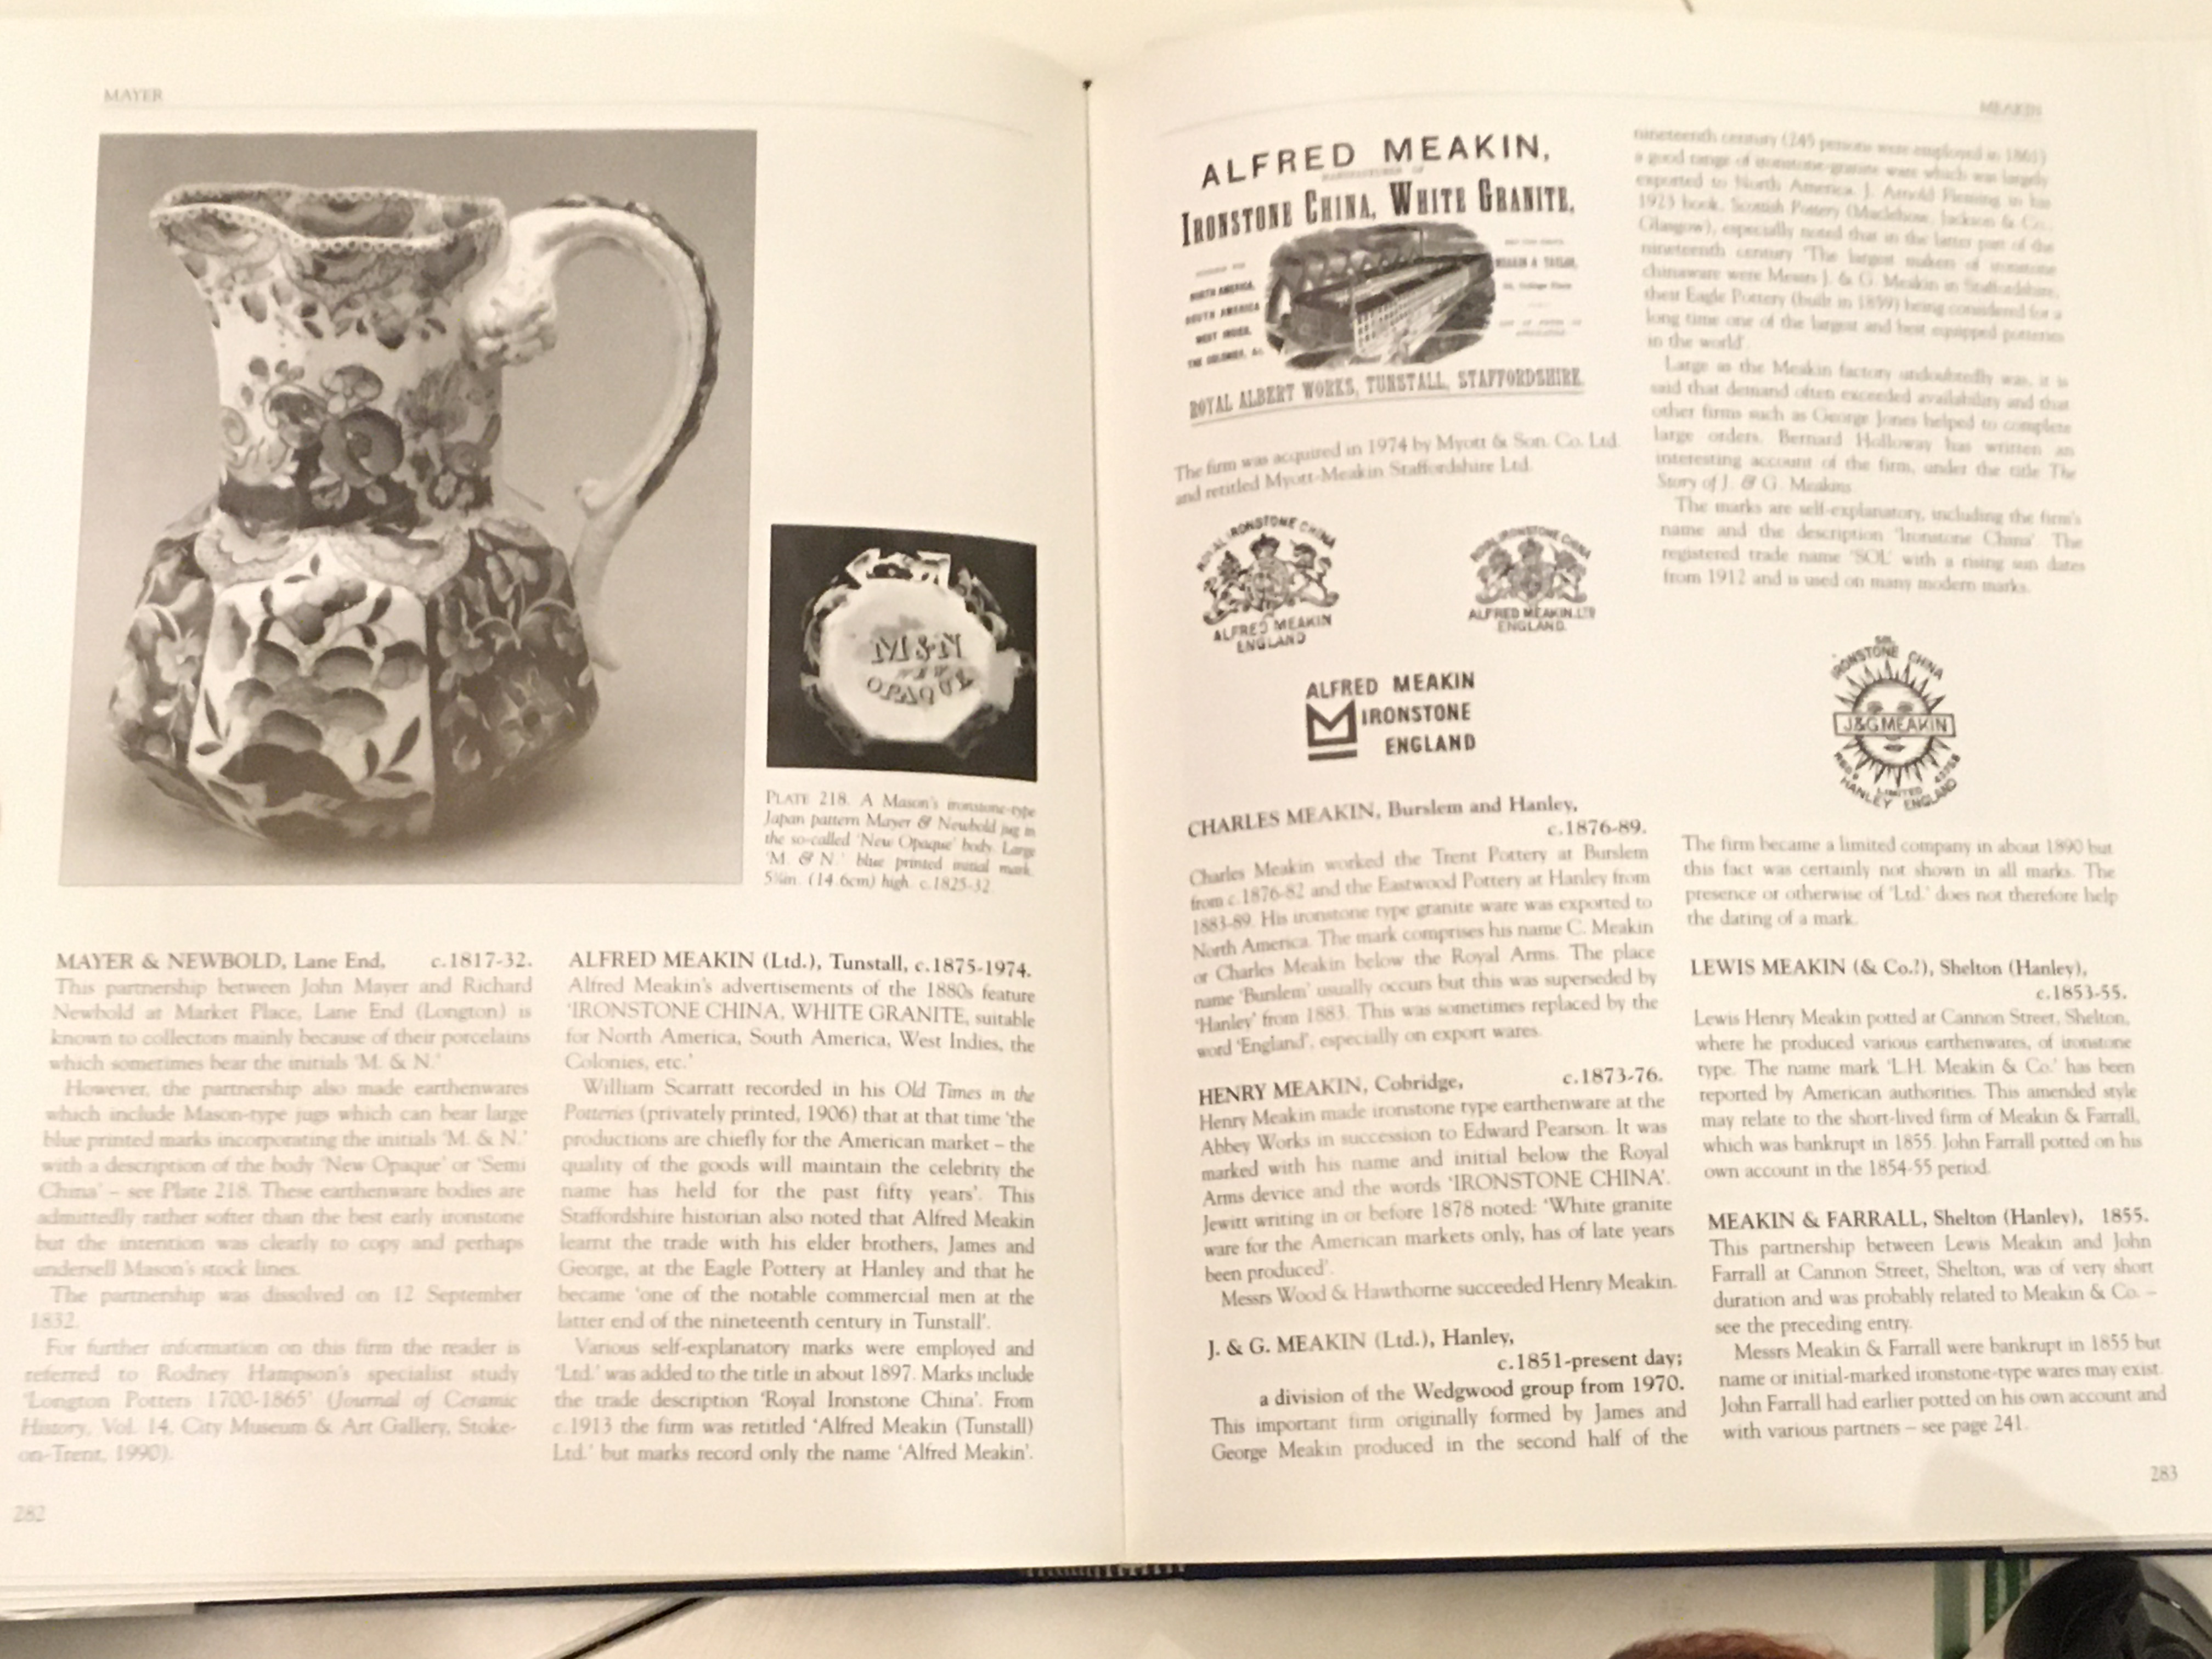 MAYER
PLATE 218. A Mason's ironstone-type
Japan pattern Mayer & Newbold jug in
the so-called 'New Opaque' body. Large
'M. & N.' blue printed initial mark.
5¾in. (14.6cm) high. c.1825-32.
M&N
OPAQUE
MAYER & NEWBOLD, Lane End, c.1817-32.
This partnership between John Mayer and Richard
Newbold at Market Place, Lane End (Longton) is
known to collectors mainly because of their porcelains
which sometimes bear the initials 'M. & N.'
However, the partnership also made earthenwares
which include Mason-type jugs which can bear large
blue printed marks incorporating the initials 'M. & N.'
with a description of the body 'New Opaque' or 'Semi
China' – see Plate 218. These earthenware bodies are
admittedly rather softer than the best early ironstone
but the intention was clearly to copy and perhaps
undersell Mason's stock lines.
The partnership was dissolved on 12 September
1832.
For further information on this firm the reader is
referred to Rodney Hampson's specialist study
'Longton Potters 1700-1865' (Journal of Ceramic
History, Vol. 14, City Museum & Art Gallery, Stoke-
on-Trent, 1990).
282
ALFRED MEAKIN (Ltd.), Tunstall, c.1875-1974.
Alfred Meakin's advertisements of the 1880s feature
'IRONSTONE CHINA, WHITE GRANITE, suitable
for North America, South America, West Indies, the
Colonies, etc.'
William Scarratt recorded in his Old Times in the
Potteries (privately printed, 1906) that at that time 'the
productions are chiefly for the American market – the
quality of the goods will maintain the celebrity the
name has held for the past fifty years'. This
Staffordshire historian also noted that Alfred Meakin
learnt the trade with his elder brothers, James and
George, at the Eagle Pottery at Hanley and that he
became 'one of the notable commercial men at the
latter end of the nineteenth century in Tunstall'.
Various self-explanatory marks were employed and
'Ltd.' was added to the title in about 1897. Marks include
the trade description 'Royal Ironstone China'. From
c.1913 the firm was retitled 'Alfred Meakin (Tunstall)
Ltd.' but marks record only the name 'Alfred Meakin'.
MEAKIN
ALFRED MEAKIN,
MANUFACTURER OF
IRONSTONE CHINA, WHITE GRANITE,
NORTH AMERICA,
SOUTH AMERICA
WEST INDIES,
THE COLONIES, &c.
MEAKIN & TAYLOR,
ROYAL ALBERT WORKS, TUNSTALL, STAFFORDSHIRE.
The firm was acquired in 1974 by Myott & Son. Co. Ltd.
and retitled Myott-Meakin Staffordshire Ltd.
ROYAL IRONSTONE CHINA
ALFRED MEAKIN
ENGLAND
ROYAL IRONSTONE CHINA
ALFRED MEAKIN.LTD
ENGLAND.
ALFRED MEAKIN
IRONSTONE
ENGLAND
CHARLES MEAKIN, Burslem and Hanley,
c.1876-89.
Charles Meakin worked the Trent Pottery at Burslem
from c.1876-82 and the Eastwood Pottery at Hanley from
1883-89. His ironstone type granite ware was exported to
North America. The mark comprises his name C. Meakin
or Charles Meakin below the Royal Arms. The place
name 'Burslem' usually occurs but this was superseded by
'Hanley' from 1883. This was sometimes replaced by the
word 'England', especially on export wares.
HENRY MEAKIN, Cobridge, c.1873-76.
Henry Meakin made ironstone type earthenware at the
Abbey Works in succession to Edward Pearson. It was
marked with his name and initial below the Royal
Arms device and the words 'IRONSTONE CHINA'.
Jewitt writing in or before 1878 noted: 'White granite
ware for the American markets only, has of late years
been produced'.
Messrs Wood & Hawthorne succeeded Henry Meakin.
J. & G. MEAKIN (Ltd.), Hanley,
c.1851-present day;
a division of the Wedgwood group from 1970.
This important firm originally formed by James and
George Meakin produced in the second half of the
nineteenth century (245 persons were employed in 1861)
a good range of ironstone-granite ware which was largely
exported to North America. J. Arnold Fleming in his
1923 book, Scottish Pottery (Maclehose, Jackson & Co.,
Glasgow), especially noted that in the latter part of the
nineteenth century 'The largest makers of ironstone
chinaware were Messrs J. & G. Meakin in Staffordshire,
their Eagle Pottery (built in 1859) being considered for a
long time one of the largest and best equipped potteries
in the world'.
Large as the Meakin factory undoubtedly was, it is
said that demand often exceeded availability and that
other firms such as George Jones helped to complete
large orders. Bernard Holloway has written an
interesting account of the firm, under the title The
Story of J. & G. Meakins.
The marks are self-explanatory, including the firm's
name and the description 'Ironstone China'. The
registered trade name 'SOL' with a rising sun dates
from 1912 and is used on many modern marks.
SOL
IRONSTONE CHINA
J&G.MEAKIN
LIMITED
HANLEY ENGLAND
The firm became a limited company in about 1890 but
this fact was certainly not shown in all marks. The
presence or otherwise of 'Ltd.' does not therefore help
the dating of a mark.
LEWIS MEAKIN (& Co.?), Shelton (Hanley),
c.1853-55.
Lewis Henry Meakin potted at Cannon Street, Shelton,
where he produced various earthenwares, of ironstone
type. The name mark 'L.H. Meakin & Co.' has been
reported by American authorities. This amended style
may relate to the short-lived firm of Meakin & Farrall,
which was bankrupt in 1855. John Farrall potted on his
own account in the 1854-55 period.
MEAKIN & FARRALL, Shelton (Hanley), 1855.
This partnership between Lewis Meakin and John
Farrall at Cannon Street, Shelton, was of very short
duration and was probably related to Meakin & Co. –
see the preceding entry.
Messrs Meakin & Farrall were bankrupt in 1855 but
name or initial-marked ironstone-type wares may exist.
John Farrall had earlier potted on his own account and
with various partners – see page 241.
283